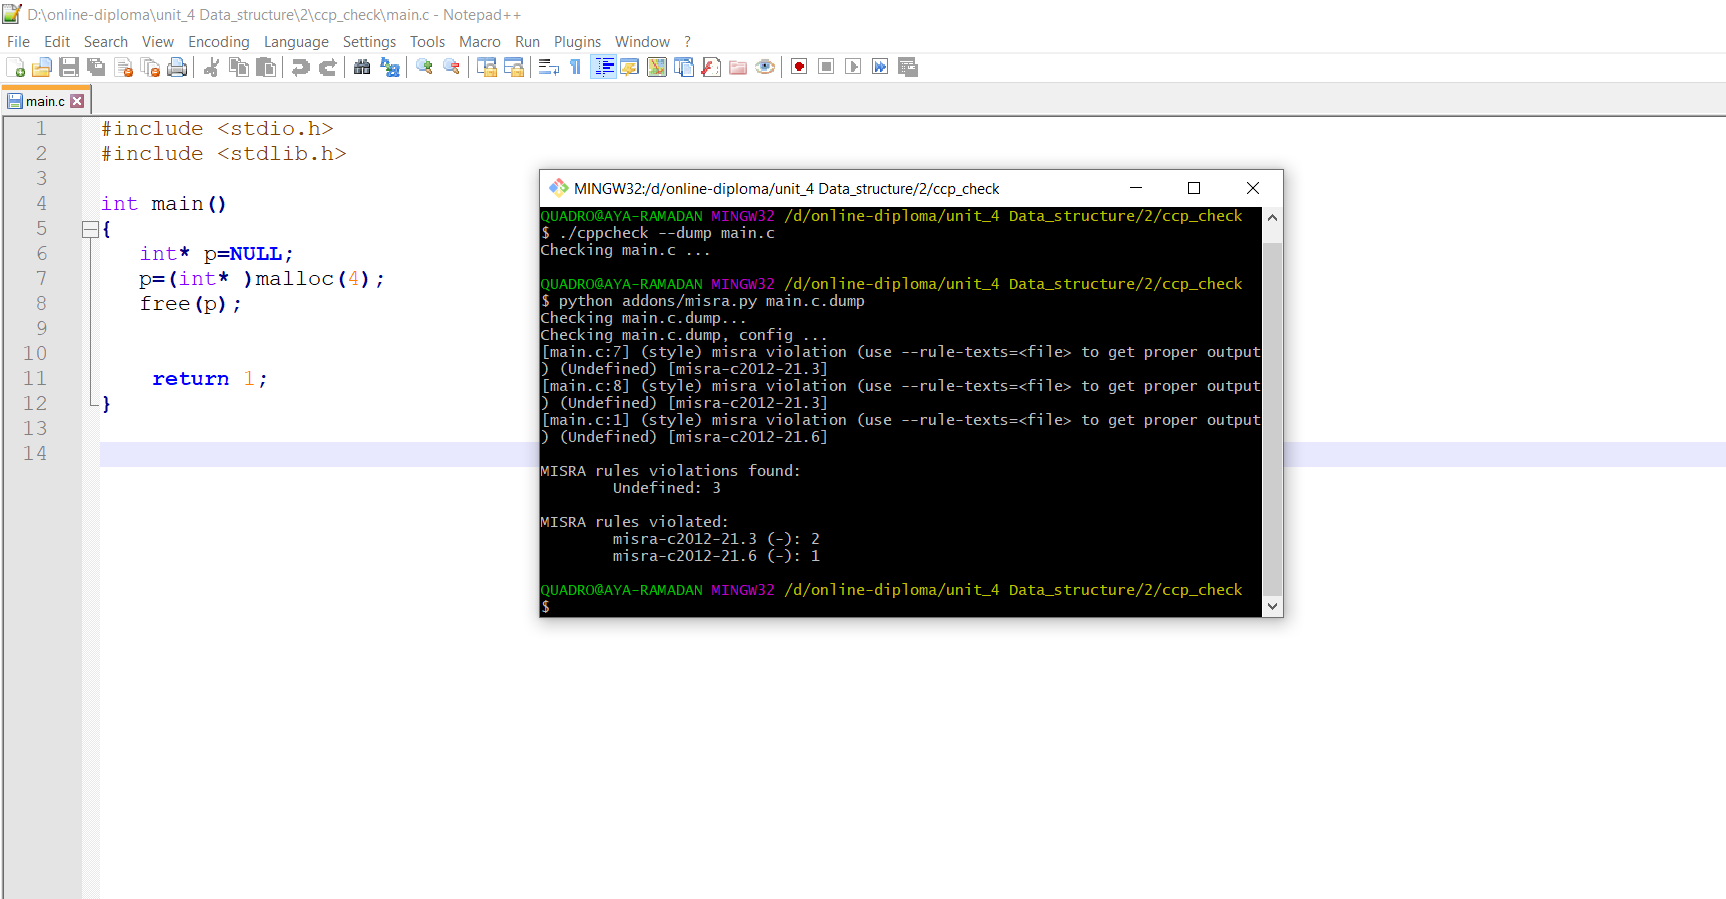 D:\online-diploma\unit_4 Data_structure\2\ccp_check\main.c - Notepad++
File Edit Search View Encoding Language Settings Tools Macro Run Plugins Window ?
main.c
1 #include <stdio.h>
2 #include <stdlib.h>
3
4 int main()
5 {
6 int* p=NULL;
7 p=(int* )malloc(4);
8 free(p);
9
10
11 return 1;
12 }
13
14
MINGW32:/d/online-diploma/unit_4 Data_structure/2/ccp_check
QUADRO@AYA-RAMADAN MINGW32 /d/online-diploma/unit_4 Data_structure/2/ccp_check
$ ./cppcheck --dump main.c
Checking main.c ...
QUADRO@AYA-RAMADAN MINGW32 /d/online-diploma/unit_4 Data_structure/2/ccp_check
$ python addons/misra.py main.c.dump
Checking main.c.dump...
Checking main.c.dump, config ...
[main.c:7] (style) misra violation (use --rule-texts=<file> to get proper output
) (Undefined) [misra-c2012-21.3]
[main.c:8] (style) misra violation (use --rule-texts=<file> to get proper output
) (Undefined) [misra-c2012-21.3]
[main.c:1] (style) misra violation (use --rule-texts=<file> to get proper output
) (Undefined) [misra-c2012-21.6]
MISRA rules violations found:
Undefined: 3
MISRA rules violated:
misra-c2012-21.3 (-): 2
misra-c2012-21.6 (-): 1
QUADRO@AYA-RAMADAN MINGW32 /d/online-diploma/unit_4 Data_structure/2/ccp_check
$